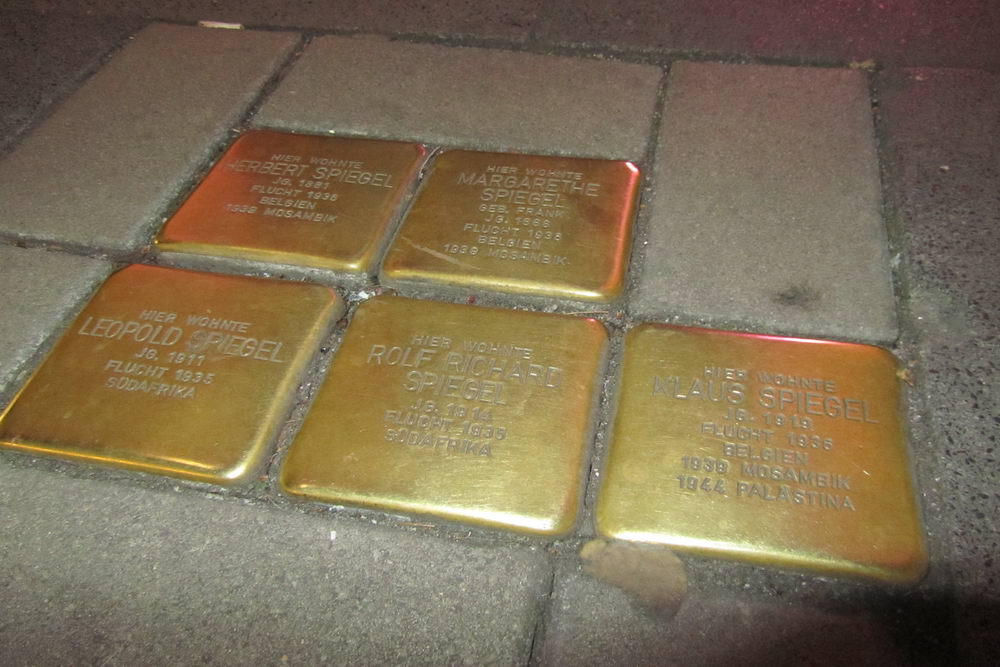 HIER WOHNTE
HERBERT SPIEGEL
JG. 1881
FLUCHT 1936
BELGIEN
1939 MOSAMBIK
HIER WOHNTE
MARGARETHE
SPIEGEL
GEB. FRANK
JG.
FLUCHT 1936
BELGIEN
1939 MOSAMBIK
HIER WOHNTE
LEOPOLD SPIEGEL
JG. 1911
FLUCHT 1935
SÜDAFRIKA
HIER WOHNTE
ROLF RICHARD
SPIEGEL
JG. 1914
FLUCHT 1935
SÜDAFRIKA
HIER WOHNTE
KLAUS SPIEGEL
JG. 1919
FLUCHT 1936
BELGIEN
1939 MOSAMBIK
1944 PALÄSTINA